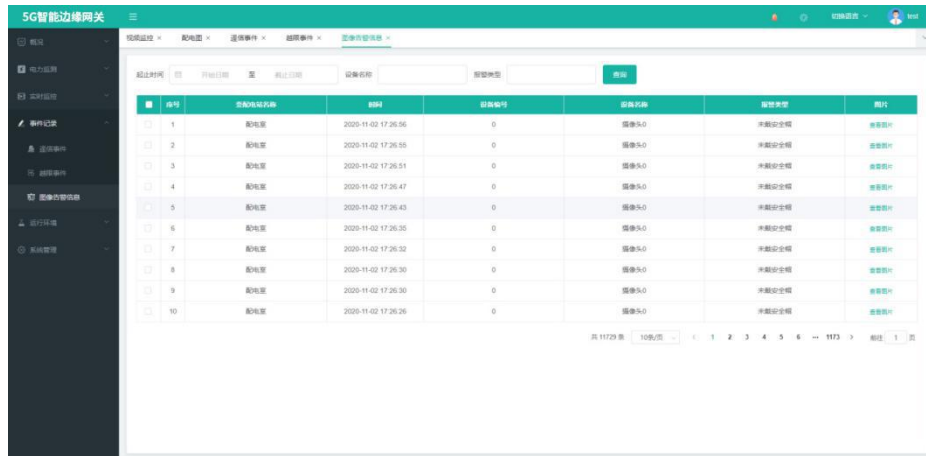 5G智能边缘网关
切换语言
test
概况
视频监控 ×
配电图 ×
遥信事件 ×
越限事件 ×
图像告警信息 ×
电力监测
实时监控
事件记录
遥信事件
越限事件
图像告警信息
运行环境
系统管理
起止时间 开始日期 至 截止日期 设备名称 报警类型 查询
序号 变配电站名称 时间 设备编号 设备名称 报警类型 图片
1 配电室 2020-11-02 17:26:56 0 摄像头0 未戴安全帽 查看图片
2 配电室 2020-11-02 17:26:55 0 摄像头0 未戴安全帽 查看图片
3 配电室 2020-11-02 17:26:51 0 摄像头0 未戴安全帽 查看图片
4 配电室 2020-11-02 17:26:47 0 摄像头0 未戴安全帽 查看图片
5 配电室 2020-11-02 17:26:43 0 摄像头0 未戴安全帽 查看图片
6 配电室 2020-11-02 17:26:35 0 摄像头0 未戴安全帽 查看图片
7 配电室 2020-11-02 17:26:32 0 摄像头0 未戴安全帽 查看图片
8 配电室 2020-11-02 17:26:30 0 摄像头0 未戴安全帽 查看图片
9 配电室 2020-11-02 17:26:30 0 摄像头0 未戴安全帽 查看图片
10 配电室 2020-11-02 17:26:26 0 摄像头0 未戴安全帽 查看图片
共 11729 条 10条/页 < 1 2 3 4 5 6 ••• 1173 > 前往 1 页